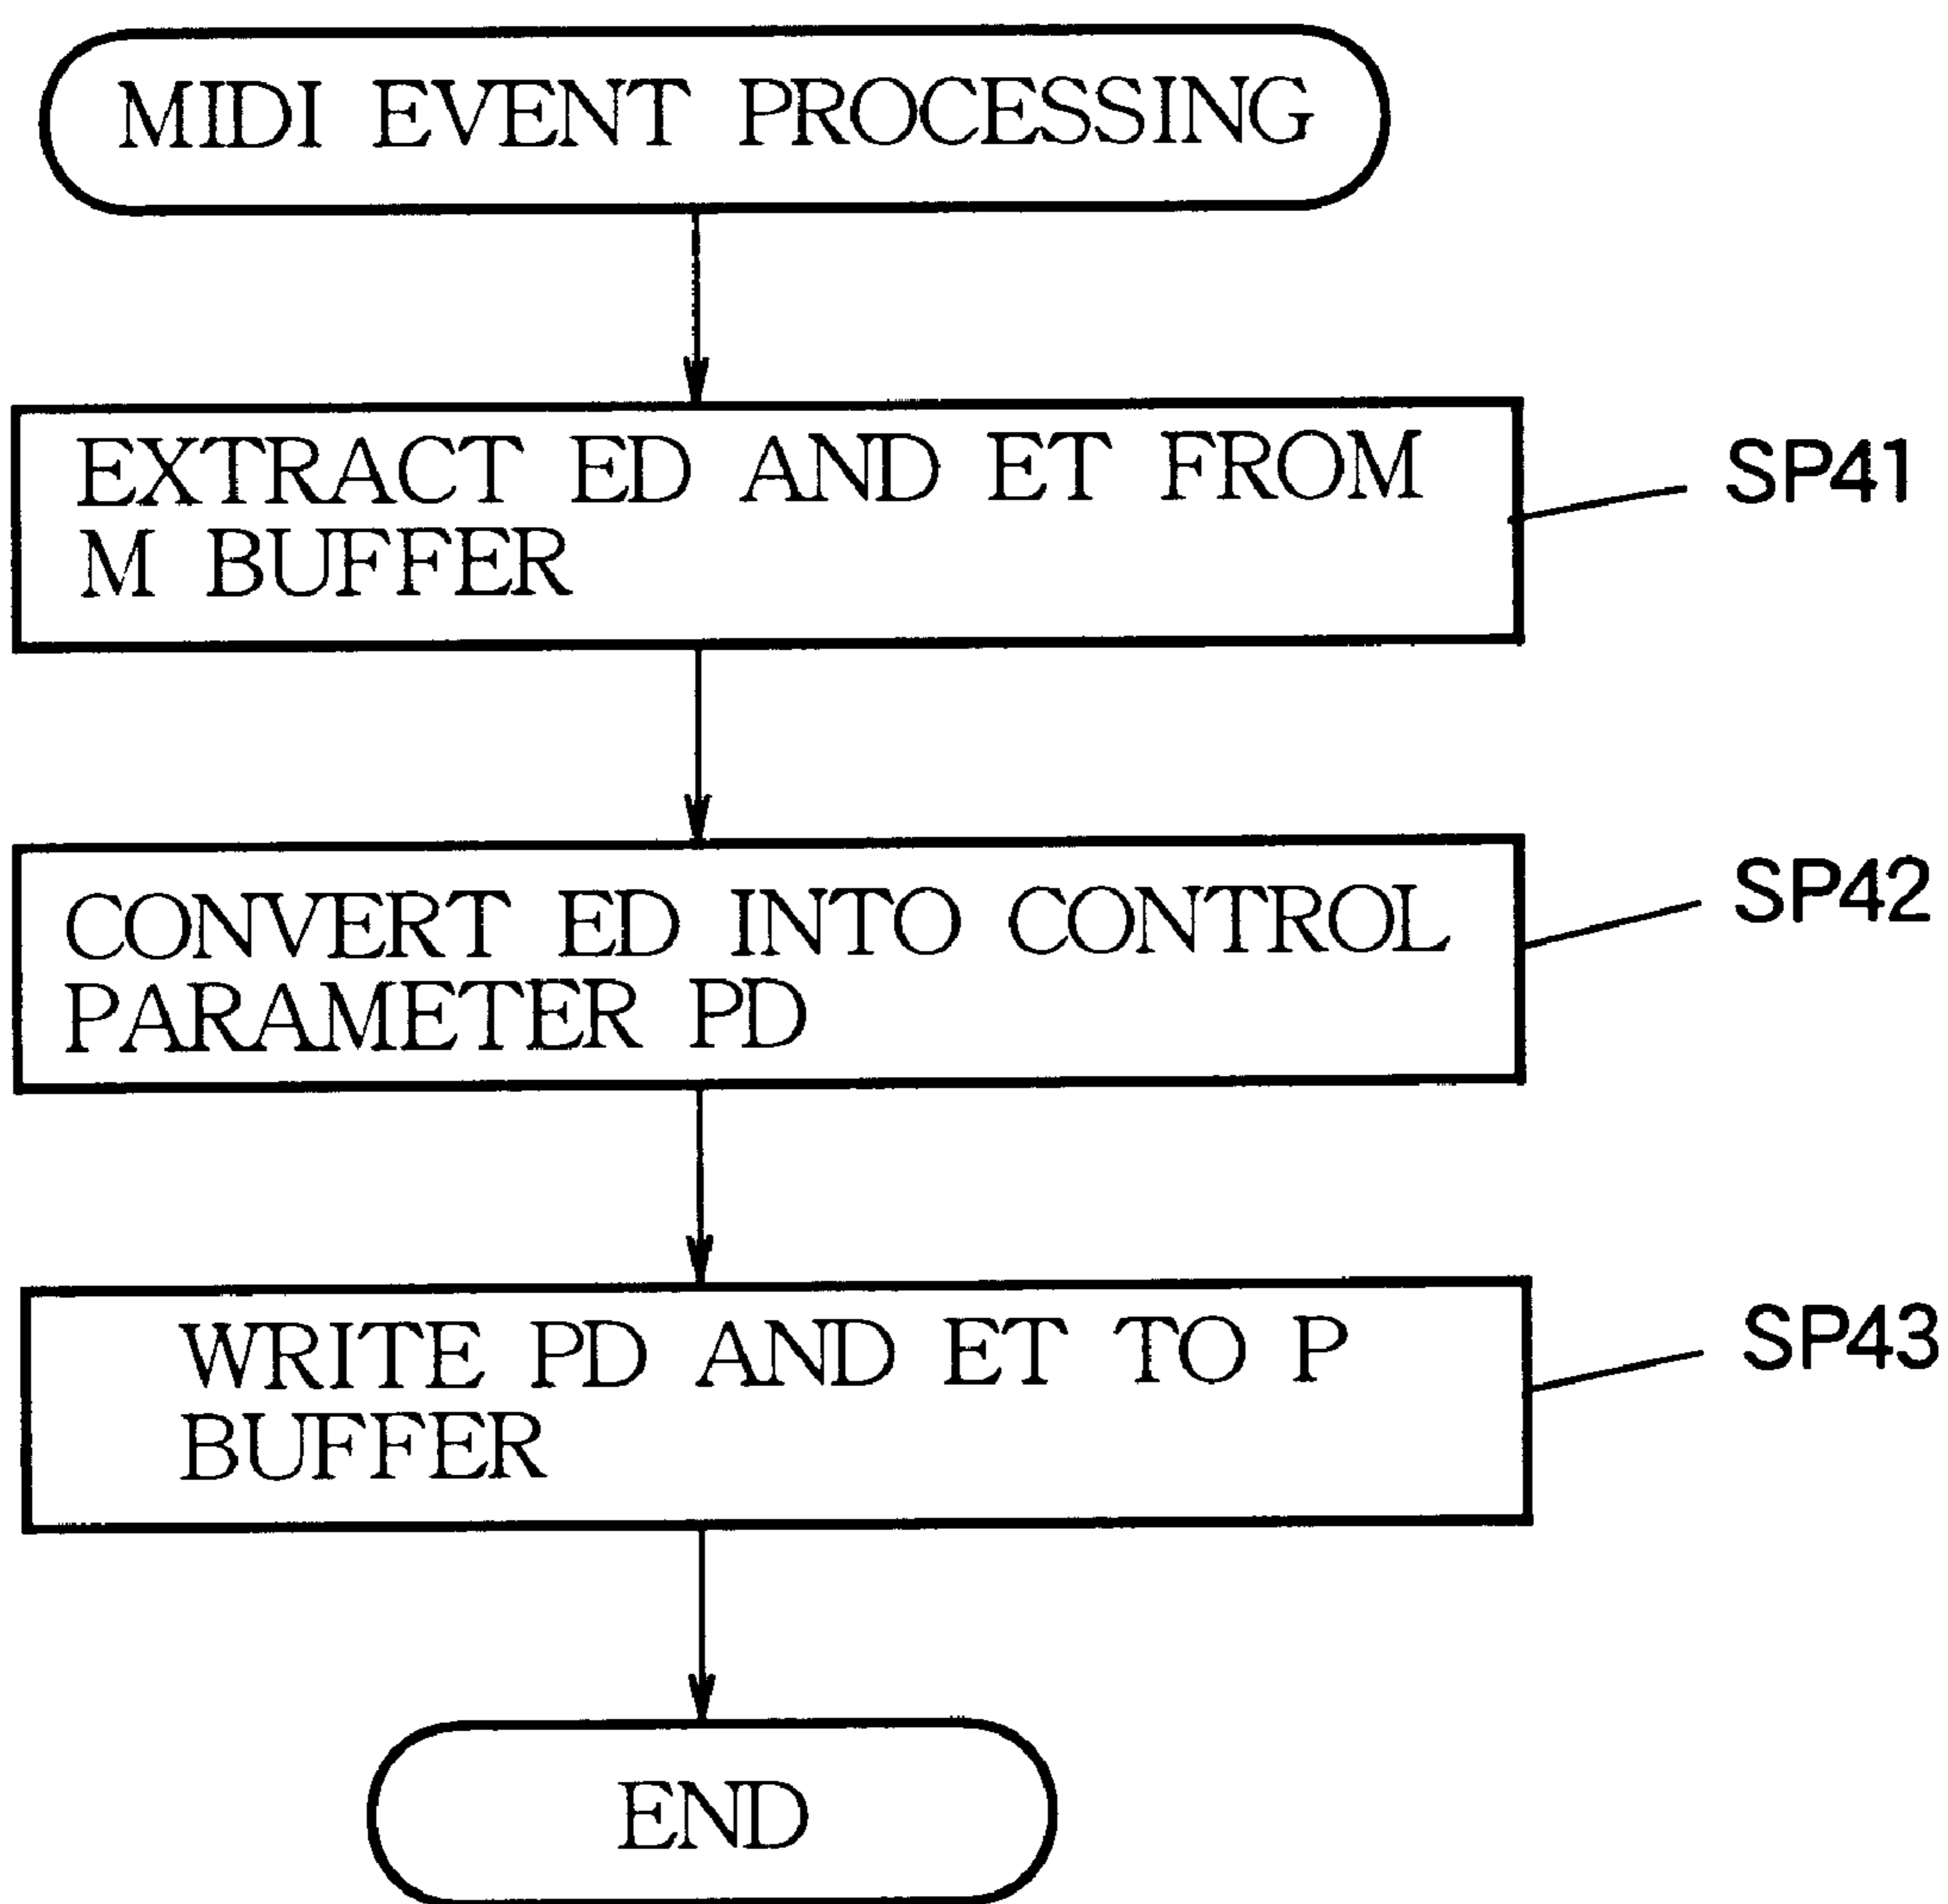 MIDI EVENT PROCESSING
EXTRACT ED AND ET FROM
M BUFFER
SP41
CONVERT ED INTO CONTROL
PARAMETER PD
SP42
WRITE PD AND ET TO P
BUFFER
SP43
END